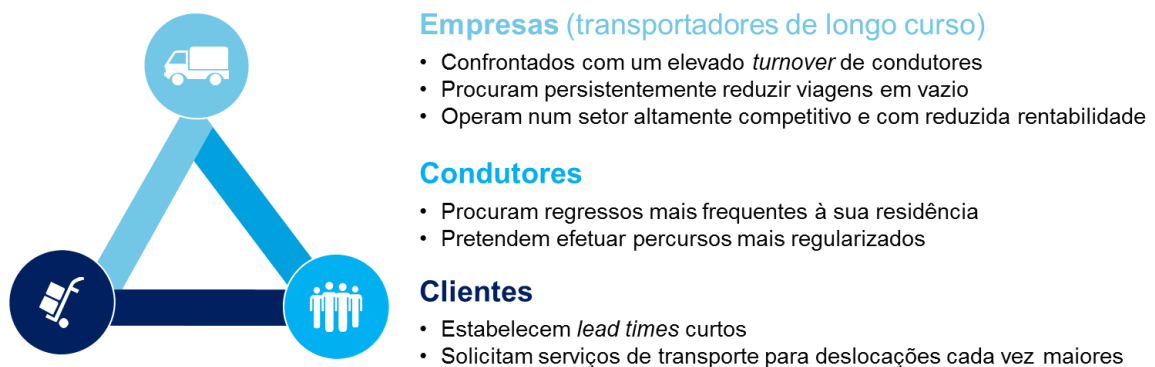 Empresas (transportadores de longo curso)
• Confrontados com um elevado turnover de condutores
• Procuram persistentemente reduzir viagens em vazio
• Operam num setor altamente competitivo e com reduzida rentabilidade
Condutores
• Procuram regressos mais frequentes à sua residência
• Pretendem efetuar percursos mais regularizados
Clientes
• Estabelecem lead times curtos
• Solicitam serviços de transporte para deslocações cada vez maiores